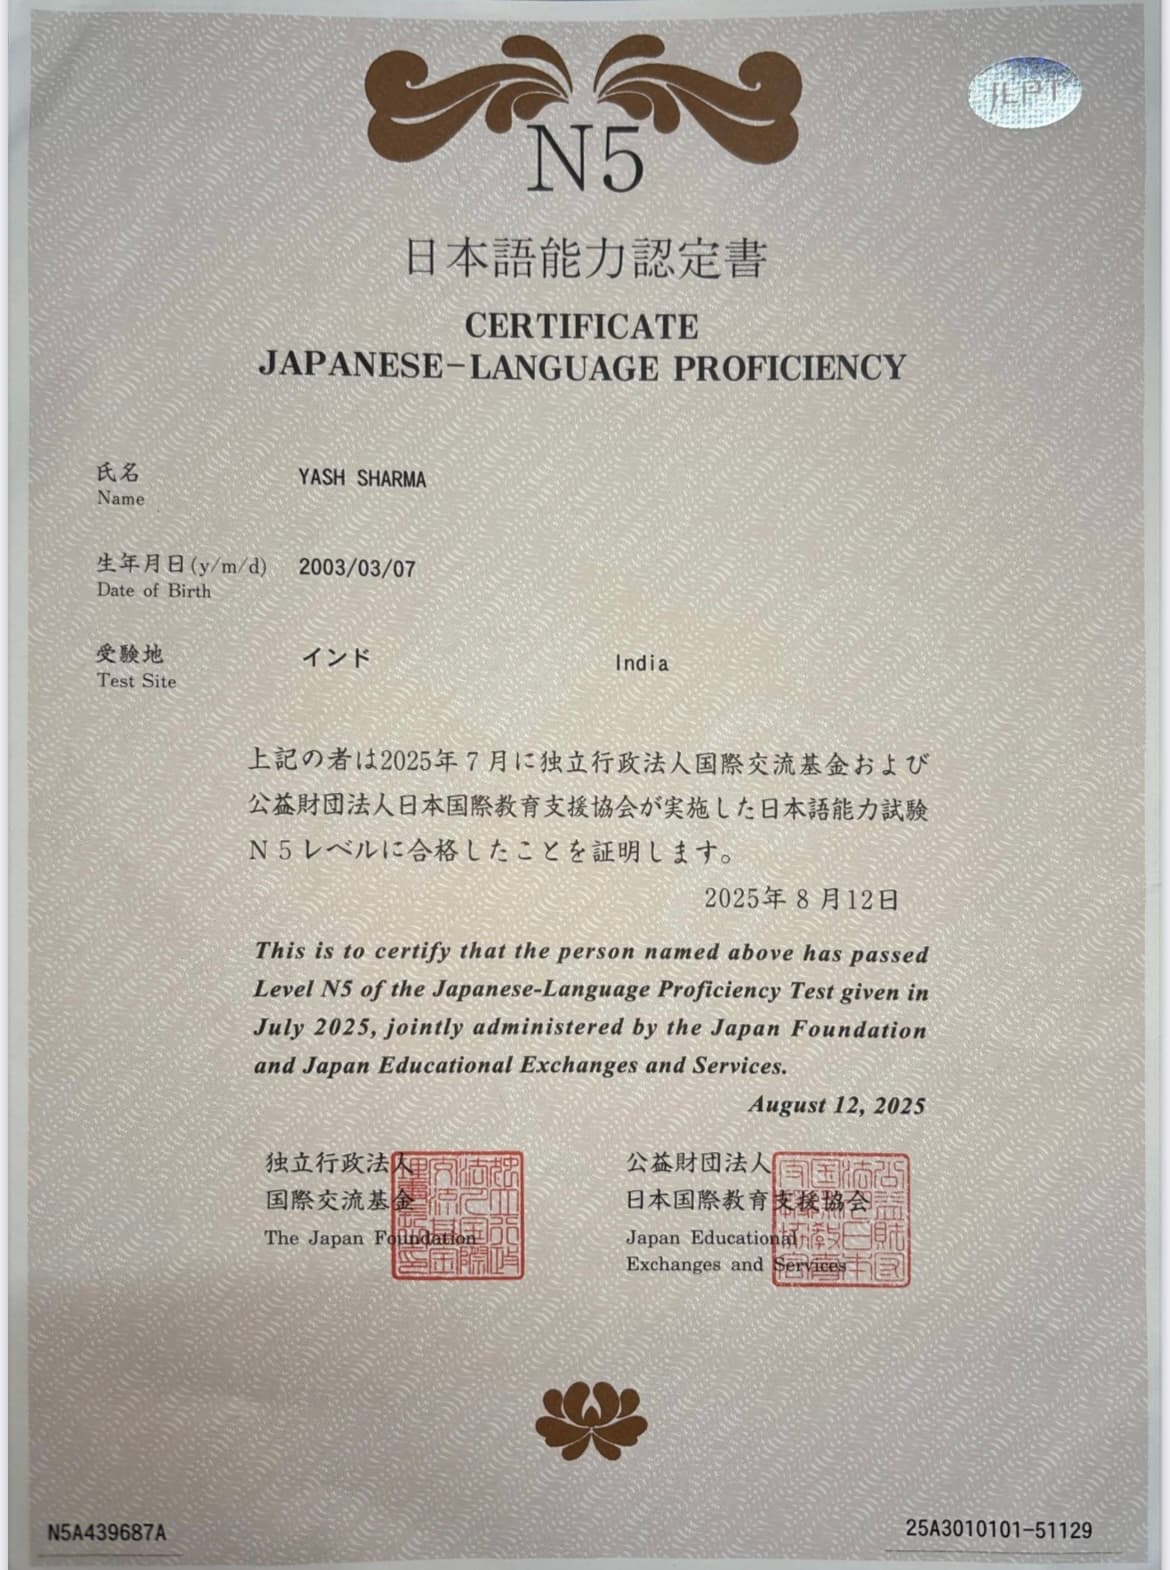 JLPT
N5
日本語能力認定書
CERTIFICATE
JAPANESE-LANGUAGE PROFICIENCY
氏名 YASH SHARMA
Name
生年月日(y/m/d) 2003/03/07
Date of Birth
受験地 インド India
Test Site
上記の者は2025年7月に独立行政法人国際交流基金および
公益財団法人日本国際教育支援協会が実施した日本語能力試験
N5レベルに合格したことを証明します。
2025年8月12日
This is to certify that the person named above has passed
Level N5 of the Japanese-Language Proficiency Test given in
July 2025, jointly administered by the Japan Foundation
and Japan Educational Exchanges and Services.
August 12, 2025
独立行政法人 公益財団法人
国際交流基金 日本国際教育支援協会
The Japan Foundation Japan Educational
Exchanges and Services
N5A439687A 25A3010101-51129